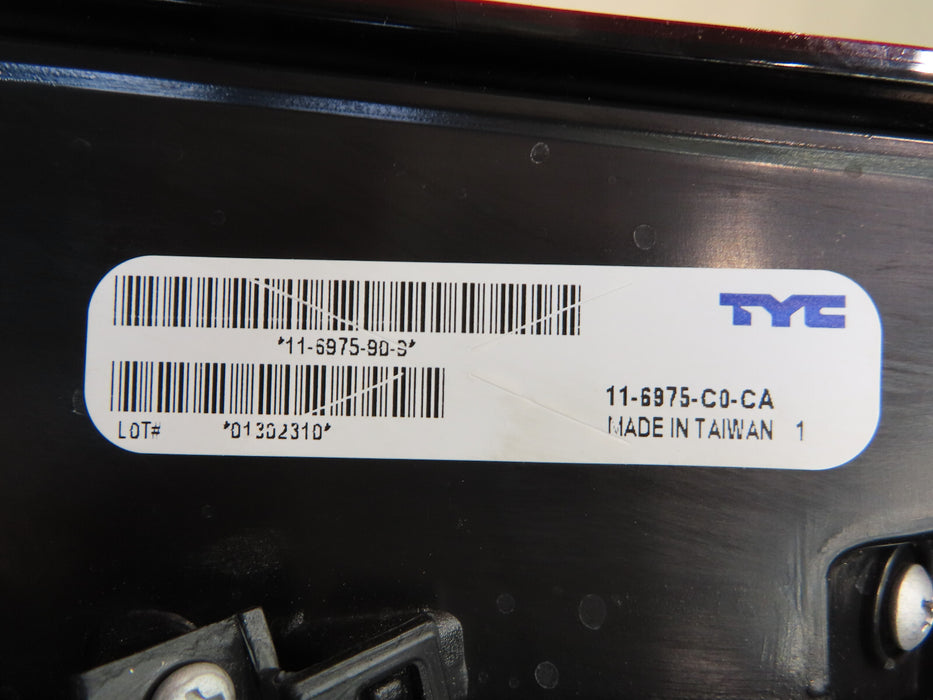 TYC
*11-6975-90-9*
11-6975-C0-CA
LOT# *01302310*
MADE IN TAIWAN 1